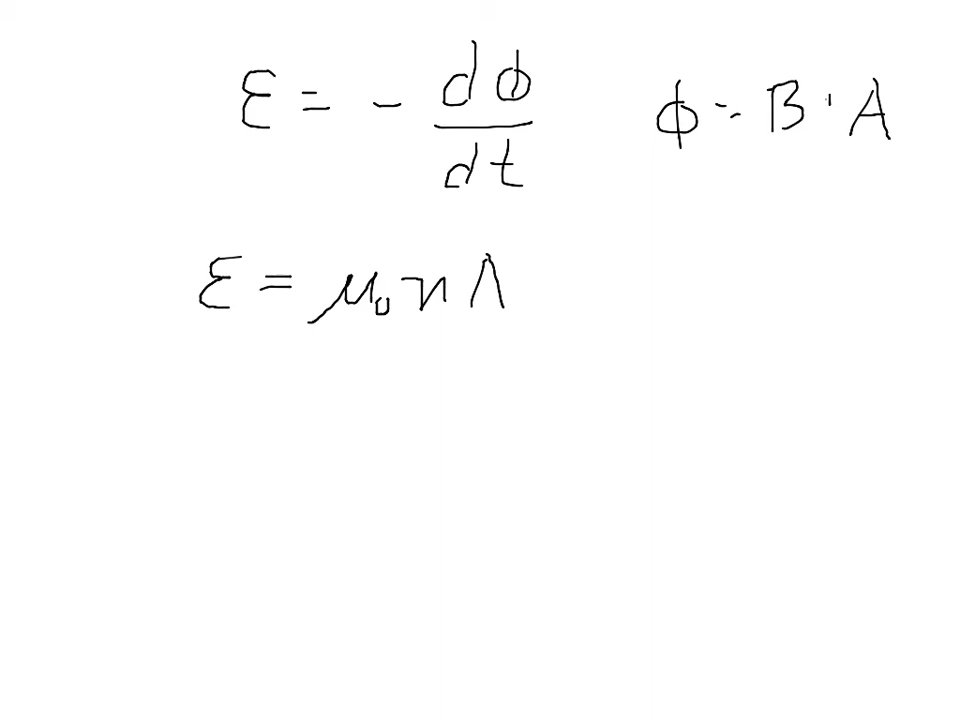 ε = - dϕ/dt ϕ = B · A
ε = μ₀ n Λ